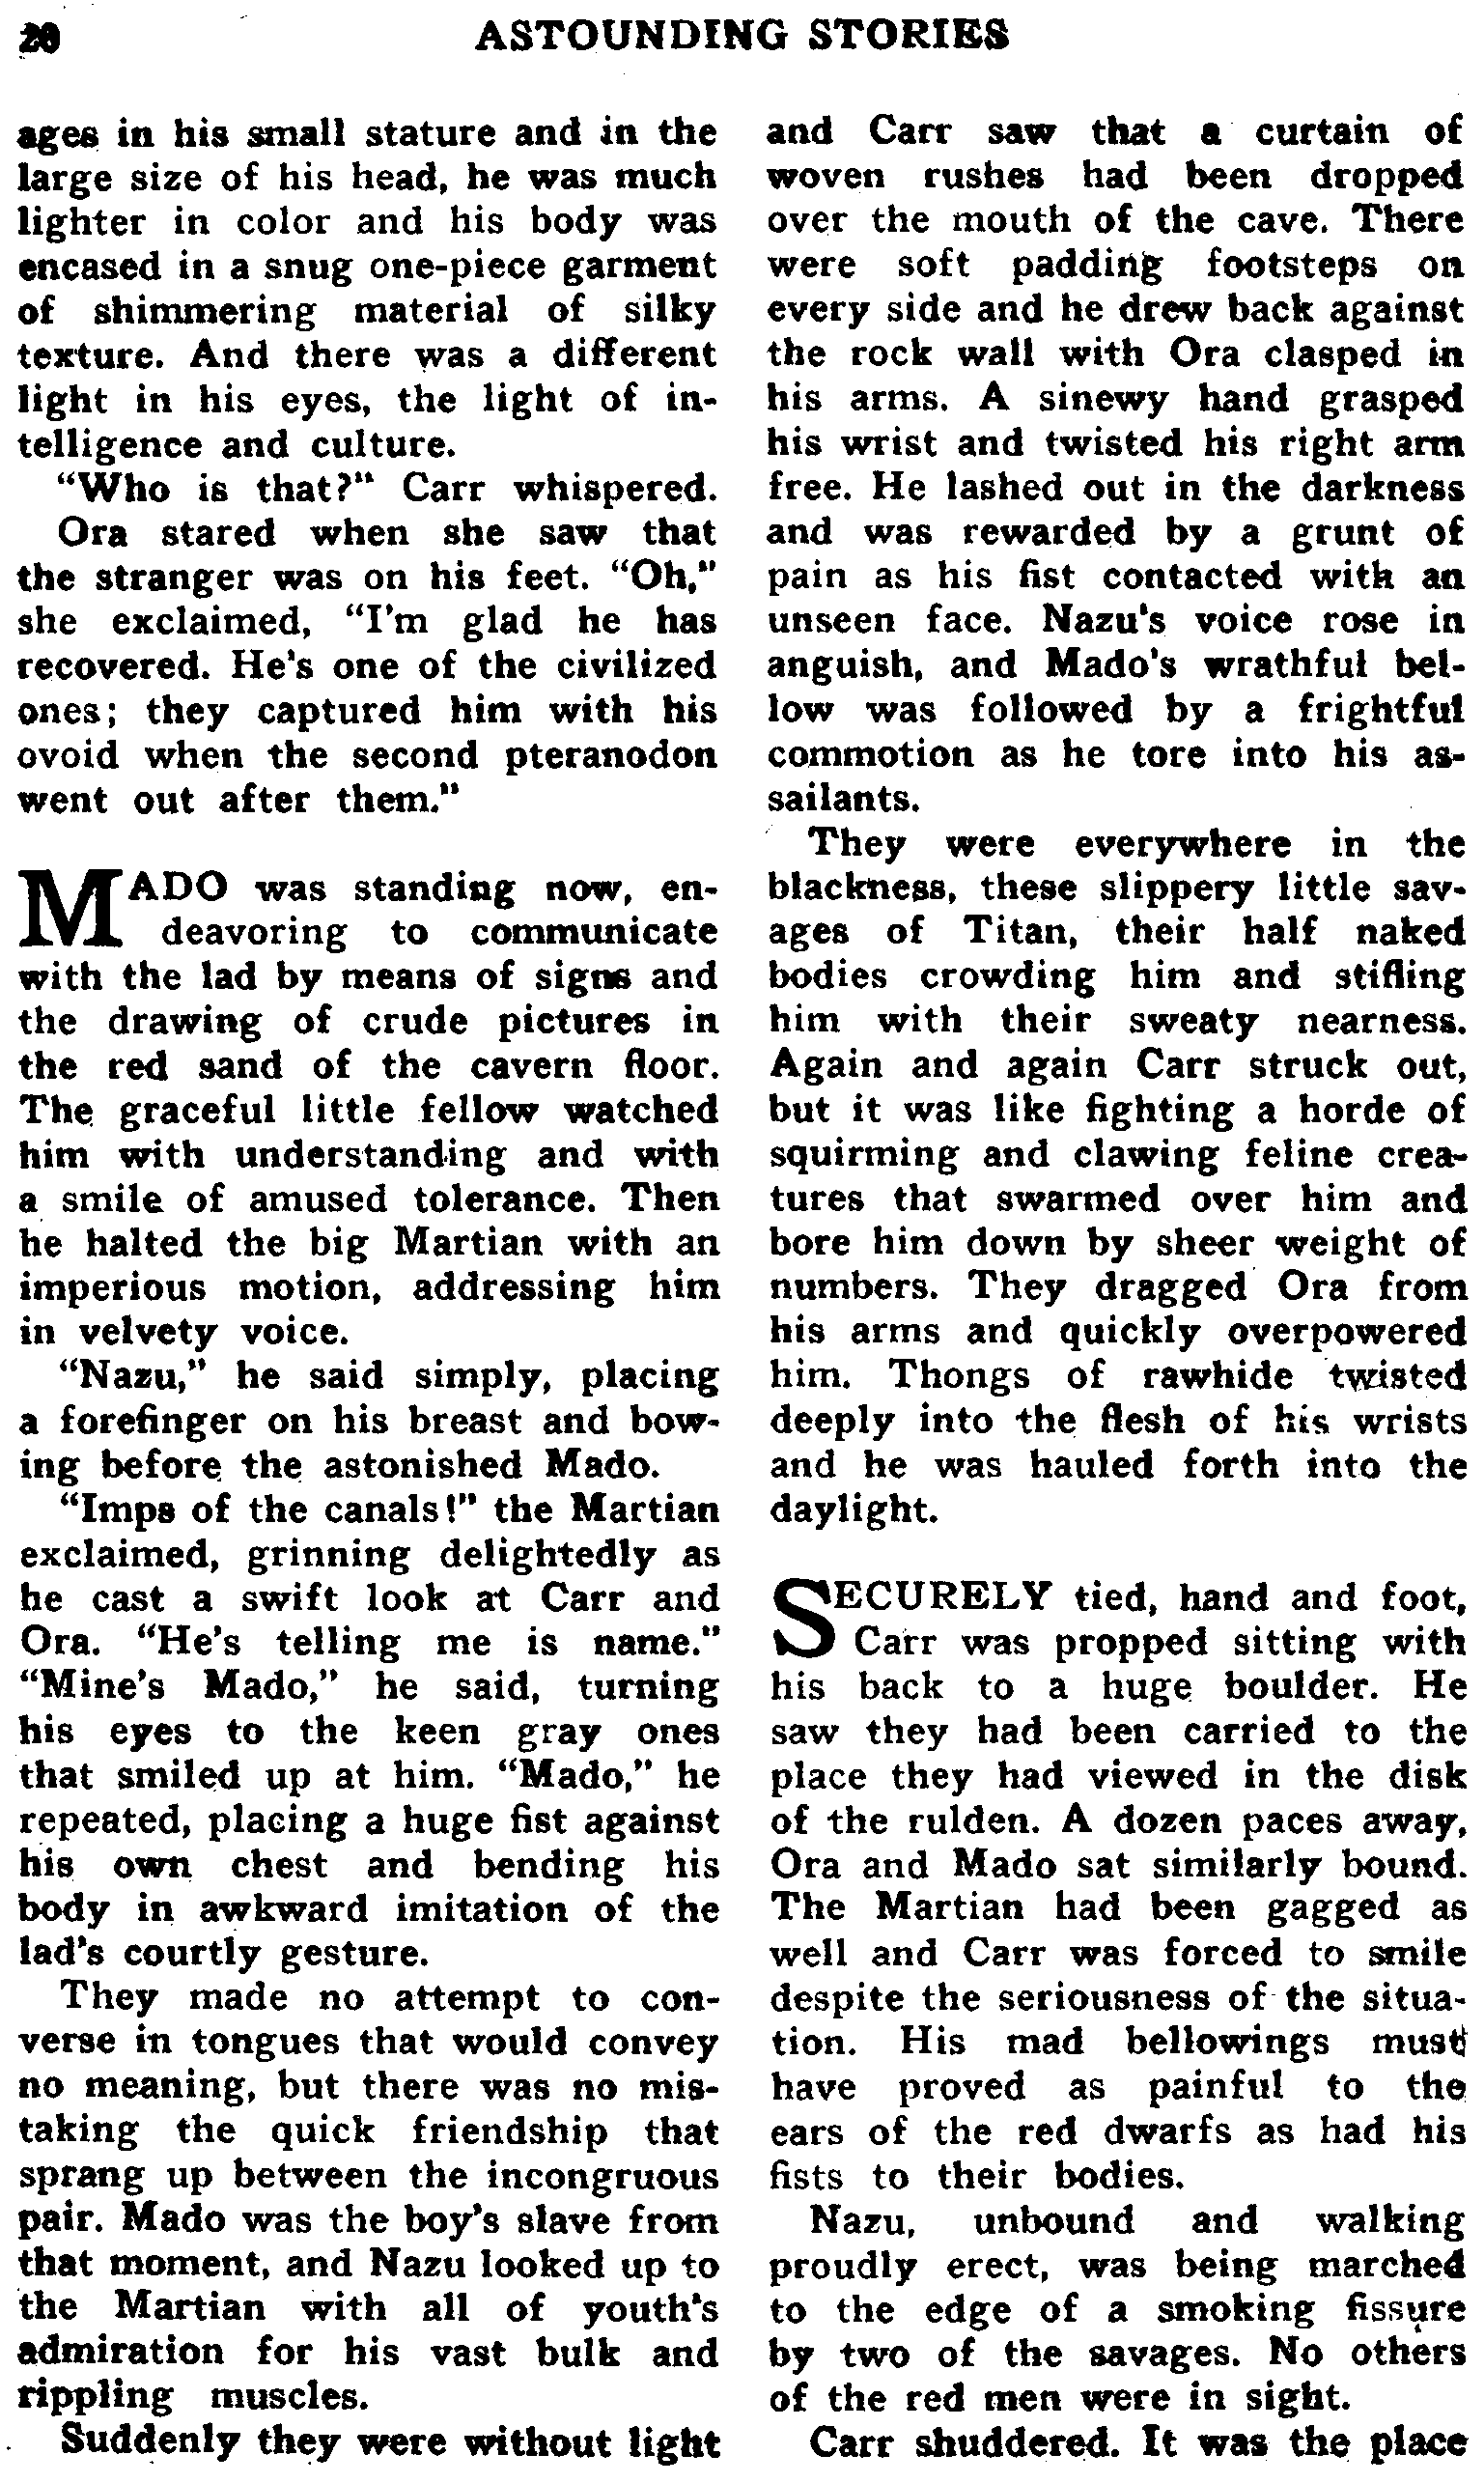 20
ASTOUNDING STORIES
ages in his small stature and in the
large size of his head, he was much
lighter in color and his body was
encased in a snug one-piece garment
of shimmering material of silky
texture. And there was a different
light in his eyes, the light of in-
telligence and culture.
"Who is that?" Carr whispered.
Ora stared when she saw that
the stranger was on his feet. "Oh,"
she exclaimed, "I'm glad he has
recovered. He's one of the civilized
ones; they captured him with his
ovoid when the second pteranodon
went out after them."
MADO was standing now, en-
deavoring to communicate
with the lad by means of signs and
the drawing of crude pictures in
the red sand of the cavern floor.
The graceful little fellow watched
him with understanding and with
a smile of amused tolerance. Then
he halted the big Martian with an
imperious motion, addressing him
in velvety voice.
"Nazu," he said simply, placing
a forefinger on his breast and bow-
ing before the astonished Mado.
"Imps of the canals!" the Martian
exclaimed, grinning delightedly as
he cast a swift look at Carr and
Ora. "He's telling me is name."
"Mine's Mado," he said, turning
his eyes to the keen gray ones
that smiled up at him. "Mado," he
repeated, placing a huge fist against
his own chest and bending his
body in awkward imitation of the
lad's courtly gesture.
They made no attempt to con-
verse in tongues that would convey
no meaning, but there was no mis-
taking the quick friendship that
sprang up between the incongruous
pair. Mado was the boy's slave from
that moment, and Nazu looked up to
the Martian with all of youth's
admiration for his vast bulk and
rippling muscles.
Suddenly they were without light
and Carr saw that a curtain of
woven rushes had been dropped
over the mouth of the cave. There
were soft padding footsteps on
every side and he drew back against
the rock wall with Ora clasped in
his arms. A sinewy hand grasped
his wrist and twisted his right arm
free. He lashed out in the darkness
and was rewarded by a grunt of
pain as his fist contacted with an
unseen face. Nazu's voice rose in
anguish, and Mado's wrathful bel-
low was followed by a frightful
commotion as he tore into his as-
sailants.
They were everywhere in the
blackness, these slippery little sav-
ages of Titan, their half naked
bodies crowding him and stifling
him with their sweaty nearness.
Again and again Carr struck out,
but it was like fighting a horde of
squirming and clawing feline crea-
tures that swarmed over him and
bore him down by sheer weight of
numbers. They dragged Ora from
his arms and quickly overpowered
him. Thongs of rawhide twisted
deeply into the flesh of his wrists
and he was hauled forth into the
daylight.
SECURELY tied, hand and foot,
Carr was propped sitting with
his back to a huge boulder. He
saw they had been carried to the
place they had viewed in the disk
of the rulden. A dozen paces away,
Ora and Mado sat similarly bound.
The Martian had been gagged as
well and Carr was forced to smile
despite the seriousness of the situa-
tion. His mad bellowings must
have proved as painful to the
ears of the red dwarfs as had his
fists to their bodies.
Nazu, unbound and walking
proudly erect, was being marched
to the edge of a smoking fissure
by two of the savages. No others
of the red men were in sight.
Carr shuddered. It was the place